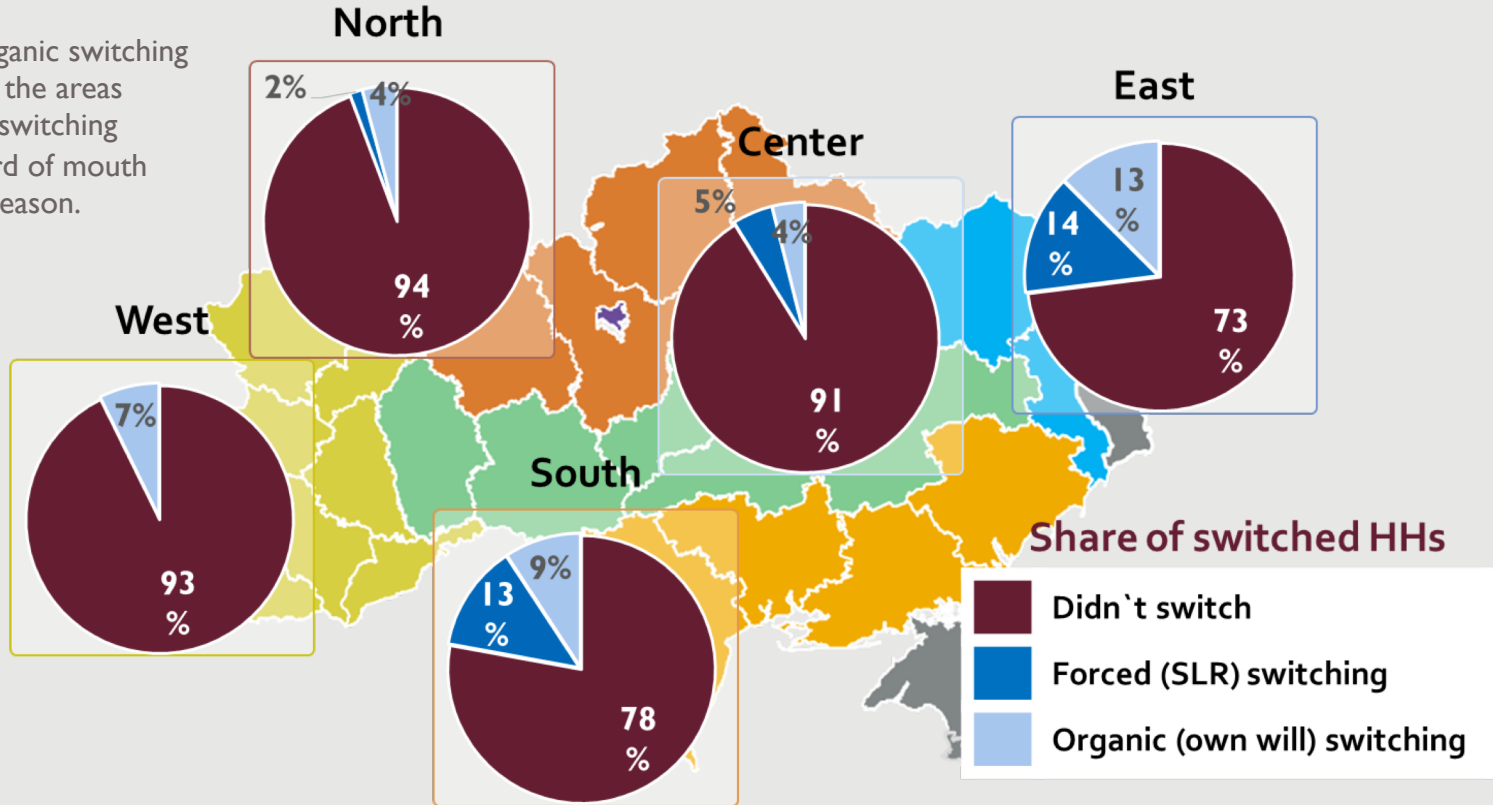 ganic switching
the areas
switching
rd of mouth
eason.
North
2%
4%
94
%
Center
5%
4%
91
%
East
13
%
14
%
73
%
West
7%
93
%
South
9%
13
%
78
%
Share of switched HHs
Didn`t switch
Forced (SLR) switching
Organic (own will) switching